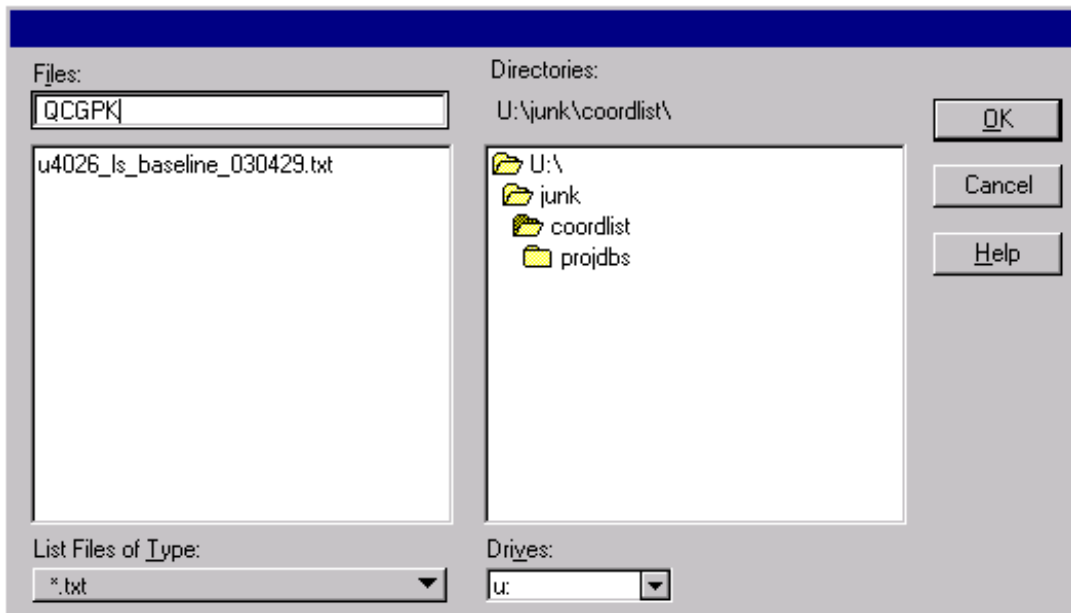 Files:
QCGPK
u4026_ls_baseline_030429.txt
List Files of Type:
*.txt
Directories:
U:\junk\coordlist\
U:\
junk
coordlist
projdbs
Drives:
u:
OK
Cancel
Help